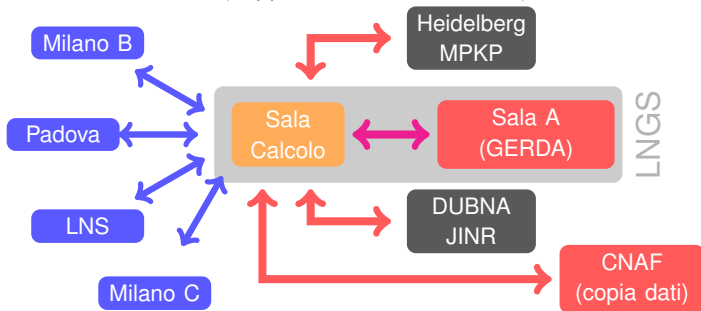 Heidelberg
MPKP
Milano B
Padova
Sala
Calcolo
Sala A
(GERDA)
LNGS
LNS
DUBNA
JINR
Milano C
CNAF
(copia dati)